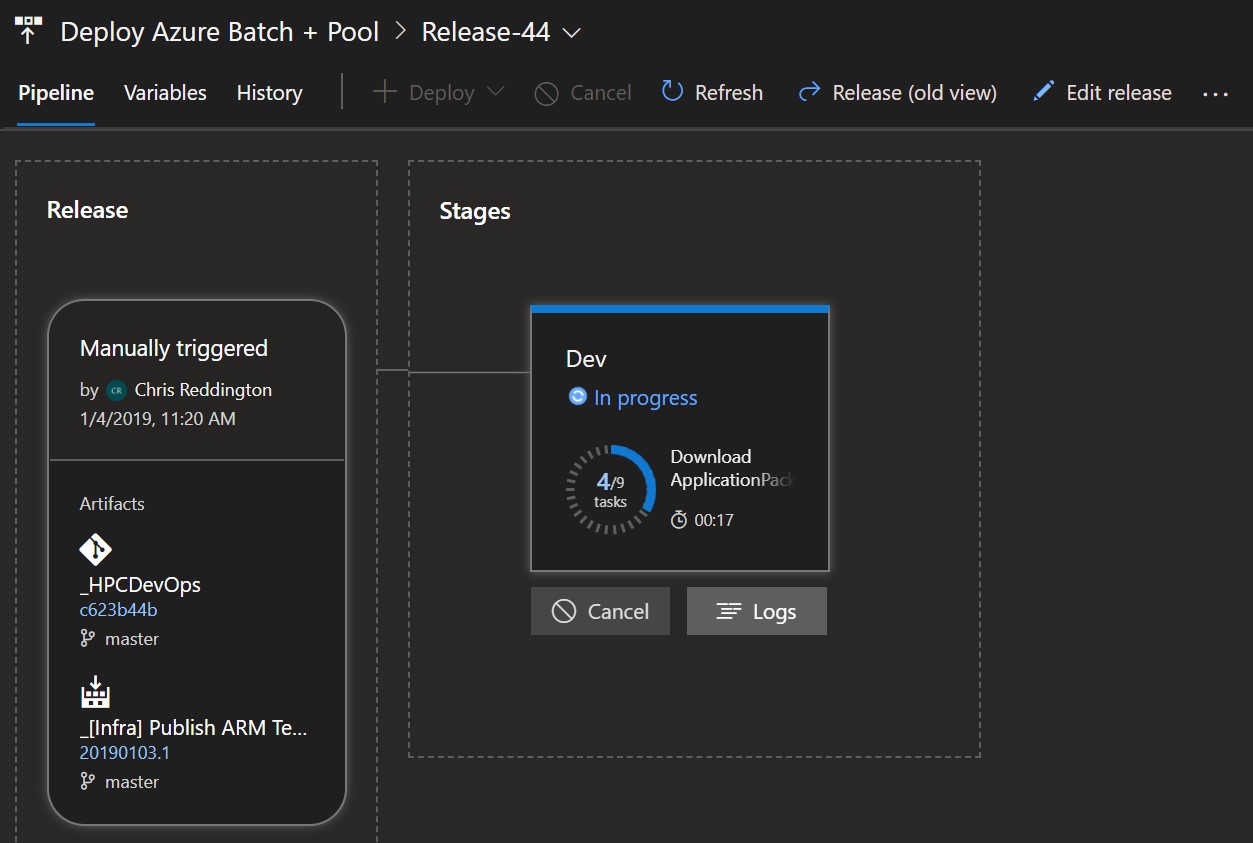 Deploy Azure Batch + Pool > Release-44
Pipeline Variables History Deploy Cancel Refresh Release (old view) Edit release ...
Release
Stages
Manually triggered
by CR Chris Reddington
1/4/2019, 11:20 AM
Artifacts
_HPCDevOps
c623b44b
master
_[Infra] Publish ARM Te...
20190103.1
master
Dev
In progress
4/9
tasks
Download
ApplicationPack
00:17
Cancel Logs